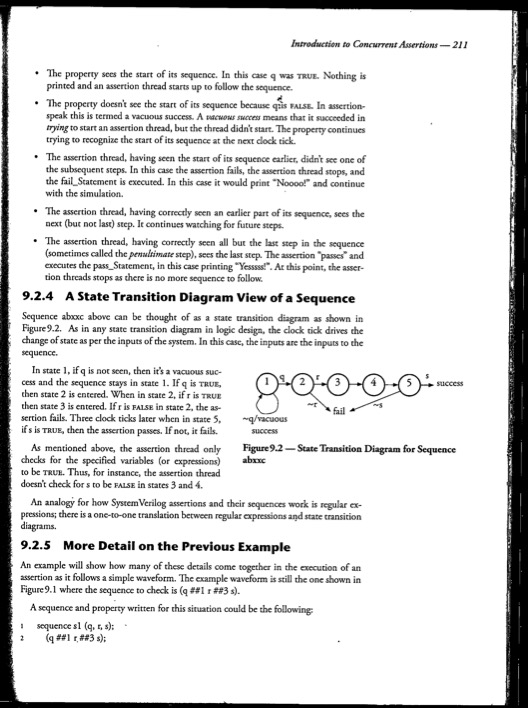 Introduction to Concurrent Assertions — 211
• The property sees the start of its sequence. In this case q was TRUE. Nothing is
printed and an assertion thread starts up to follow the sequence.
• The property doesn't see the start of its sequence because q is FALSE. In assertion-
speak this is termed a vacuous success. A vacuous success means that it succeeded in
trying to start an assertion thread, but the thread didn't start. The property continues
trying to recognize the start of its sequence at the next clock tick.
• The assertion thread, having seen the start of its sequence earlier, didn't see one of
the subsequent steps. In this case the assertion fails, the assertion thread stops, and
the fail_Statement is executed. In this case it would print "Noooo!" and continue
with the simulation.
• The assertion thread, having correctly seen an earlier part of its sequence, sees the
next (but not last) step. It continues watching for future steps.
• The assertion thread, having correctly seen all but the last step in the sequence
(sometimes called the penultimate step), sees the last step. The assertion "passes" and
executes the pass_Statement, in this case printing "Yesssss!". At this point, the asser-
tion threads stops as there is no more sequence to follow.
9.2.4 A State Transition Diagram View of a Sequence
Sequence abxxc above can be thought of as a state transition diagram as shown in
Figure 9.2. As in any state transition diagram in logic design, the clock tick drives the
change of state as per the inputs of the system. In this case, the inputs are the inputs to the
sequence.
In state 1, if q is not seen, then it's a vacuous suc-
cess and the sequence stays in state 1. If q is TRUE,
then state 2 is entered. When in state 2, if r is TRUE
then state 3 is entered. If r is FALSE in state 2, the as-
sertion fails. Three clock ticks later when in state 5,
if s is TRUE, then the assertion passes. If not, it fails.
As mentioned above, the assertion thread only
checks for the specified variables (or expressions)
to be TRUE. Thus, for instance, the assertion thread
doesn't check for s to be FALSE in states 3 and 4.
q r s
1 2 3 4 5 success
~r fail ~s
~q/vacuous
success
Figure 9.2 — State Transition Diagram for Sequence
abxxc
An analogy for how SystemVerilog assertions and their sequences work is regular ex-
pressions; there is a one-to-one translation between regular expressions and state transition
diagrams.
9.2.5 More Detail on the Previous Example
An example will show how many of these details come together in the execution of an
assertion as it follows a simple waveform. The example waveform is still the one shown in
Figure 9.1 where the sequence to check is (q ##1 r ##3 s).
A sequence and property written for this situation could be the following:
1 sequence s1 (q, r, s);
2 (q ##1 r ##3 s);